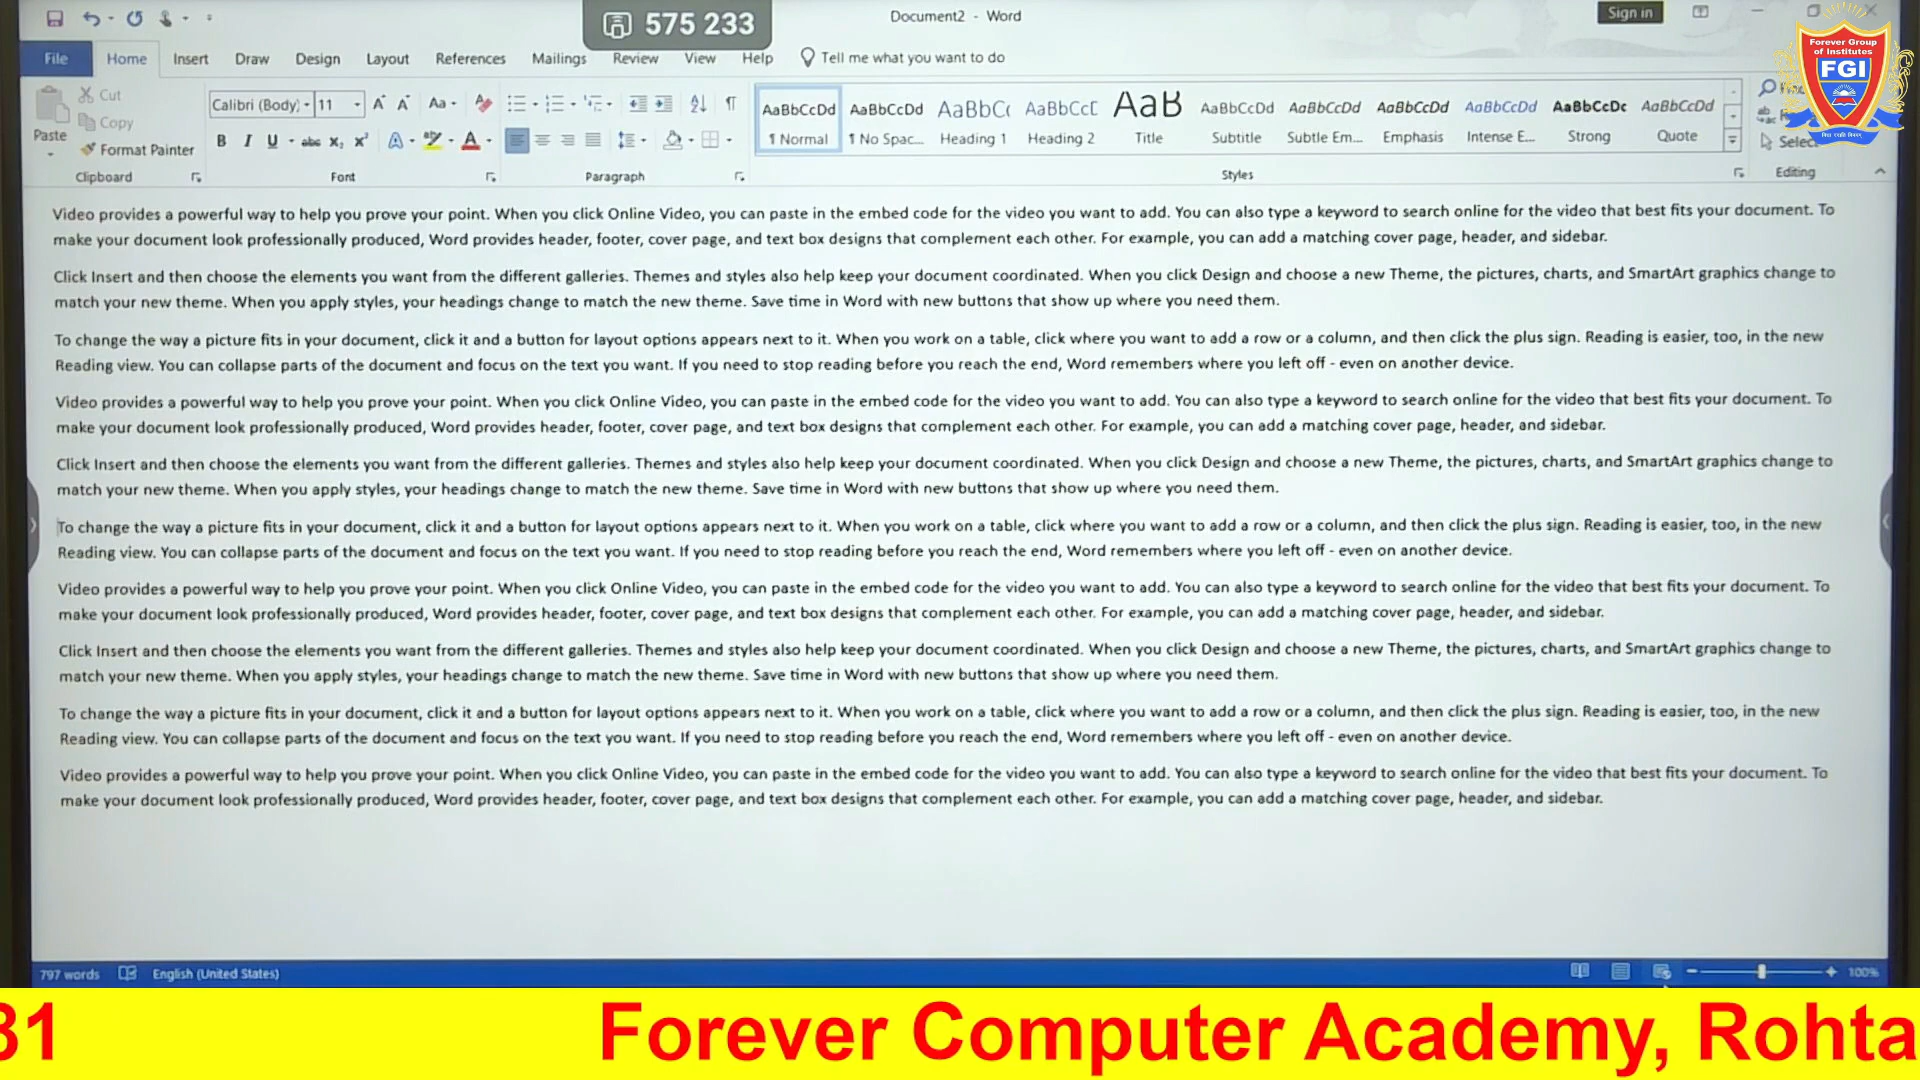 575 233
Document2 - Word
Sign in
File Home Insert Draw Design Layout References Mailings Review View Help Tell me what you want to do
Forever Group
of Institutes
FGI
Cut
Copy
Paste
Format Painter
Clipboard
Calibri (Body) 11
Aa
B I U abc X₂ X²
Font
Paragraph
AaBbCcDd AaBbCcDd AaBbC AaBbCc AaB AaBbCcDd AaBbCcDd AaBbCcDd AaBbCcDd AaBbCcDc AaBbCcDd
¶ Normal ¶ No Spac... Heading 1 Heading 2 Title Subtitle Subtle Em... Emphasis Intense E... Strong Quote
Styles
Select
Editing
Video provides a powerful way to help you prove your point. When you click Online Video, you can paste in the embed code for the video you want to add. You can also type a keyword to search online for the video that best fits your document. To
make your document look professionally produced, Word provides header, footer, cover page, and text box designs that complement each other. For example, you can add a matching cover page, header, and sidebar.
Click Insert and then choose the elements you want from the different galleries. Themes and styles also help keep your document coordinated. When you click Design and choose a new Theme, the pictures, charts, and SmartArt graphics change to
match your new theme. When you apply styles, your headings change to match the new theme. Save time in Word with new buttons that show up where you need them.
To change the way a picture fits in your document, click it and a button for layout options appears next to it. When you work on a table, click where you want to add a row or a column, and then click the plus sign. Reading is easier, too, in the new
Reading view. You can collapse parts of the document and focus on the text you want. If you need to stop reading before you reach the end, Word remembers where you left off - even on another device.
Video provides a powerful way to help you prove your point. When you click Online Video, you can paste in the embed code for the video you want to add. You can also type a keyword to search online for the video that best fits your document. To
make your document look professionally produced, Word provides header, footer, cover page, and text box designs that complement each other. For example, you can add a matching cover page, header, and sidebar.
Click Insert and then choose the elements you want from the different galleries. Themes and styles also help keep your document coordinated. When you click Design and choose a new Theme, the pictures, charts, and SmartArt graphics change to
match your new theme. When you apply styles, your headings change to match the new theme. Save time in Word with new buttons that show up where you need them.
To change the way a picture fits in your document, click it and a button for layout options appears next to it. When you work on a table, click where you want to add a row or a column, and then click the plus sign. Reading is easier, too, in the new
Reading view. You can collapse parts of the document and focus on the text you want. If you need to stop reading before you reach the end, Word remembers where you left off - even on another device.
Video provides a powerful way to help you prove your point. When you click Online Video, you can paste in the embed code for the video you want to add. You can also type a keyword to search online for the video that best fits your document. To
make your document look professionally produced, Word provides header, footer, cover page, and text box designs that complement each other. For example, you can add a matching cover page, header, and sidebar.
Click Insert and then choose the elements you want from the different galleries. Themes and styles also help keep your document coordinated. When you click Design and choose a new Theme, the pictures, charts, and SmartArt graphics change to
match your new theme. When you apply styles, your headings change to match the new theme. Save time in Word with new buttons that show up where you need them.
To change the way a picture fits in your document, click it and a button for layout options appears next to it. When you work on a table, click where you want to add a row or a column, and then click the plus sign. Reading is easier, too, in the new
Reading view. You can collapse parts of the document and focus on the text you want. If you need to stop reading before you reach the end, Word remembers where you left off - even on another device.
Video provides a powerful way to help you prove your point. When you click Online Video, you can paste in the embed code for the video you want to add. You can also type a keyword to search online for the video that best fits your document. To
make your document look professionally produced, Word provides header, footer, cover page, and text box designs that complement each other. For example, you can add a matching cover page, header, and sidebar.
797 words English (United States) 100%
31 Forever Computer Academy, Rohta